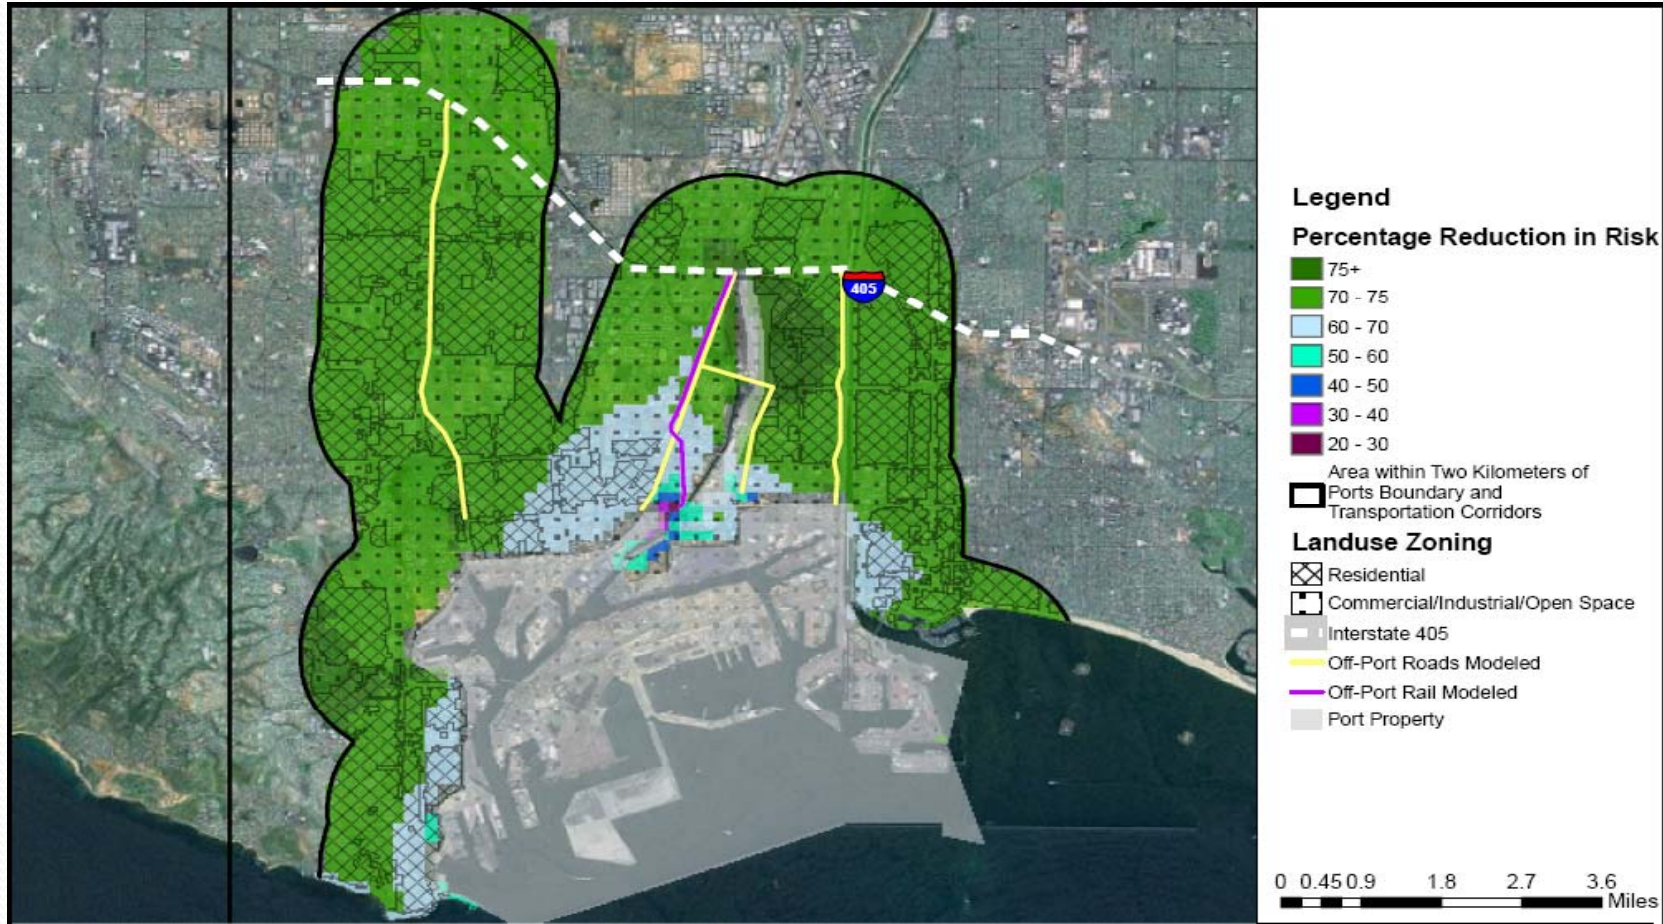 405
Legend
Percentage Reduction in Risk
75+
70 - 75
60 - 70
50 - 60
40 - 50
30 - 40
20 - 30
Area within Two Kilometers of
Ports Boundary and
Transportation Corridors
Landuse Zoning
Residential
Commercial/Industrial/Open Space
Interstate 405
Off-Port Roads Modeled
Off-Port Rail Modeled
Port Property
0 0.45 0.9 1.8 2.7 3.6
Miles